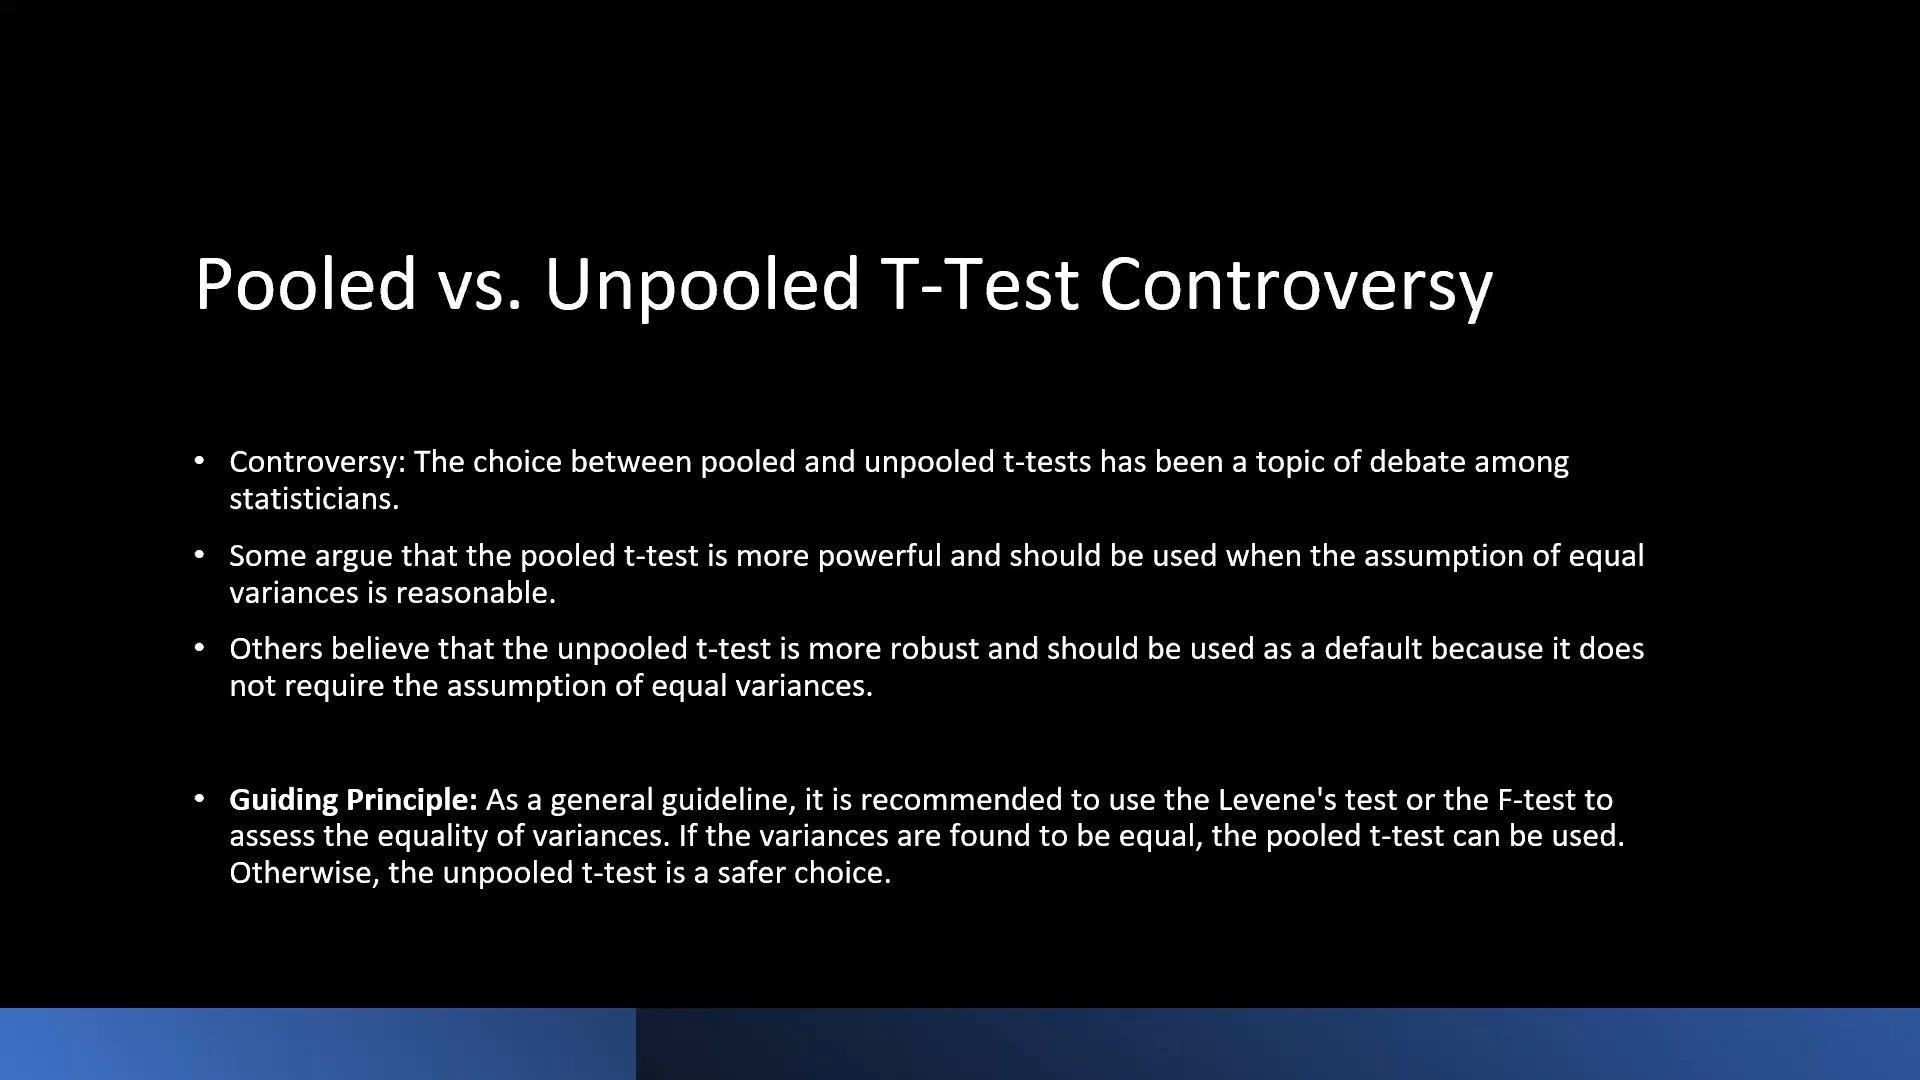 Pooled vs. Unpooled T-Test Controversy
• Controversy: The choice between pooled and unpooled t-tests has been a topic of debate among
statisticians.
• Some argue that the pooled t-test is more powerful and should be used when the assumption of equal
variances is reasonable.
• Others believe that the unpooled t-test is more robust and should be used as a default because it does
not require the assumption of equal variances.
• Guiding Principle: As a general guideline, it is recommended to use the Levene's test or the F-test to
assess the equality of variances. If the variances are found to be equal, the pooled t-test can be used.
Otherwise, the unpooled t-test is a safer choice.